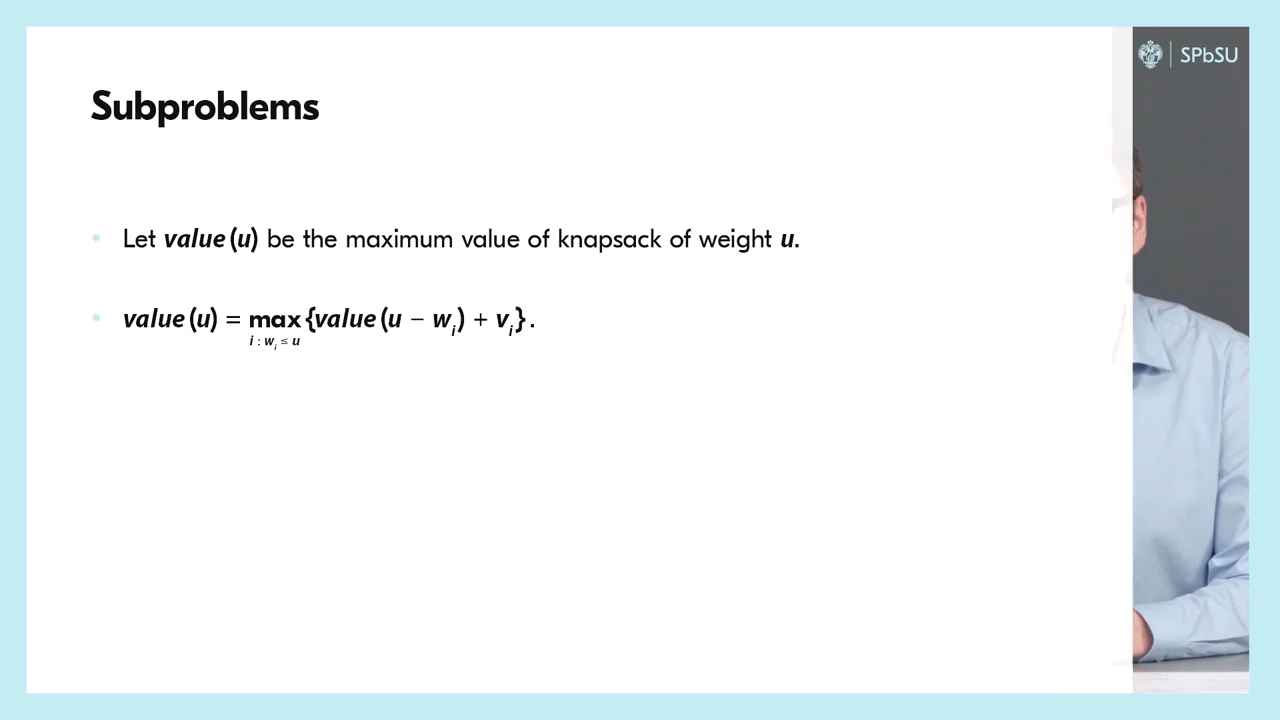 SPbSU
Subproblems
• Let value(u) be the maximum value of knapsack of weight u.
• value(u) = max{value(u − wᵢ) + vᵢ}.
i : wᵢ ≤ u